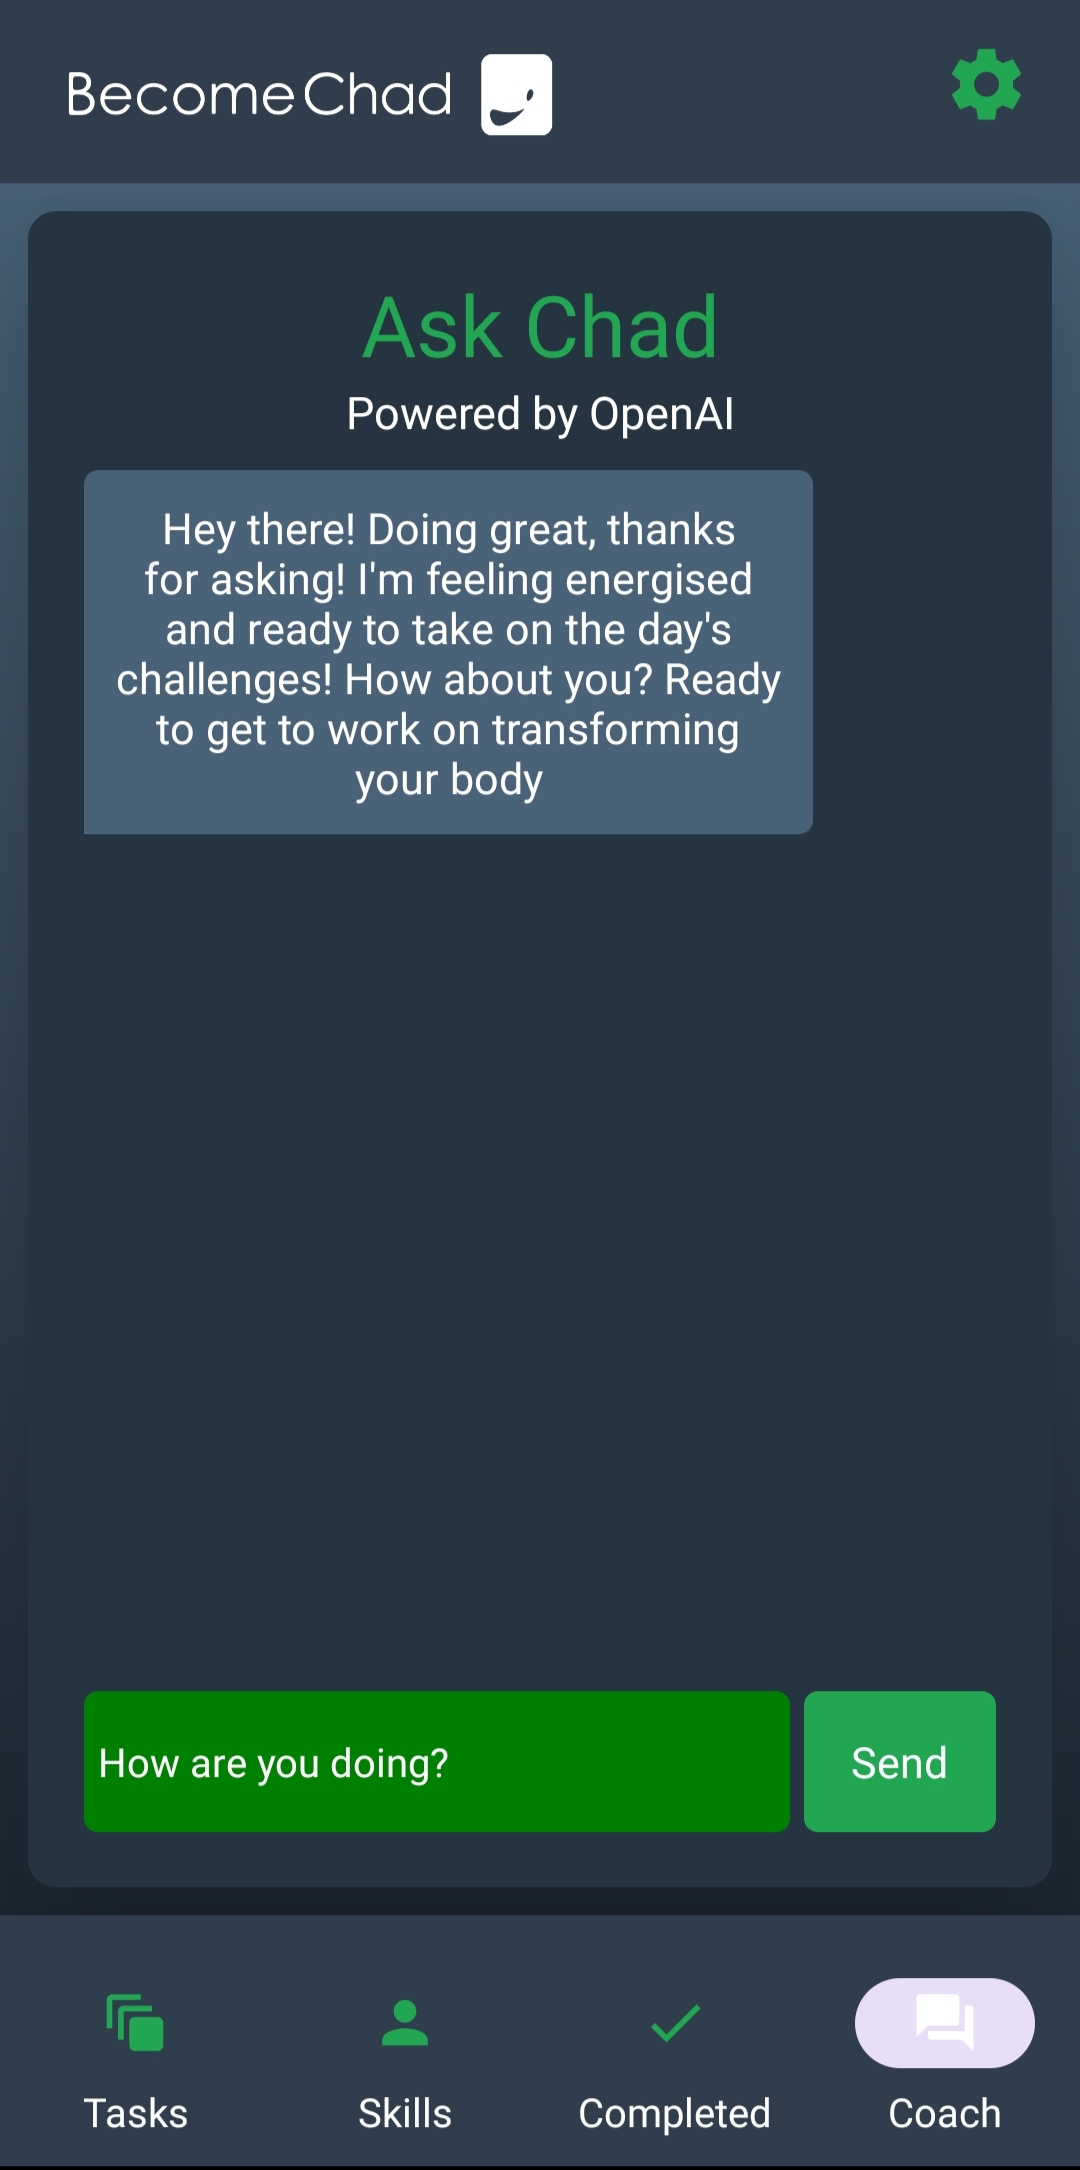 BecomeChad
Ask Chad
Powered by OpenAI
Hey there! Doing great, thanks
for asking! I'm feeling energised
and ready to take on the day's
challenges! How about you? Ready
to get to work on transforming
your body
How are you doing?
Send
Tasks
Skills
Completed
Coach